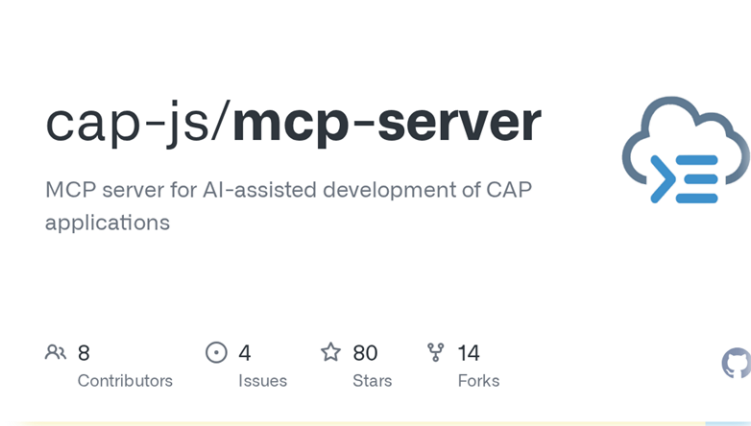 cap-js/mcp-server
MCP server for AI-assisted development of CAP
applications
8
Contributors
4
Issues
80
Stars
14
Forks